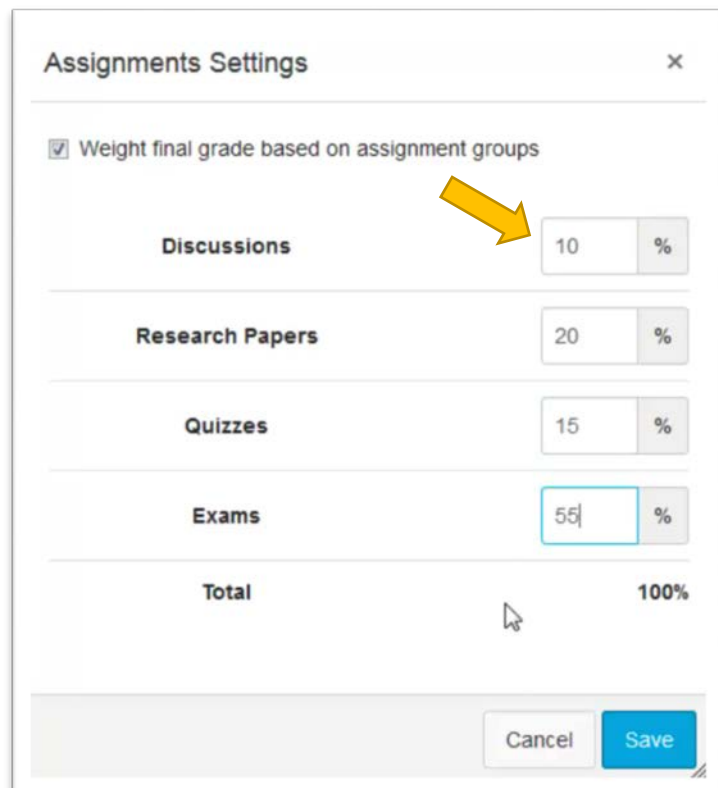 Assignments Settings ×
Weight final grade based on assignment groups
Discussions 10 %
Research Papers 20 %
Quizzes 15 %
Exams 55 %
Total 100%
Cancel Save